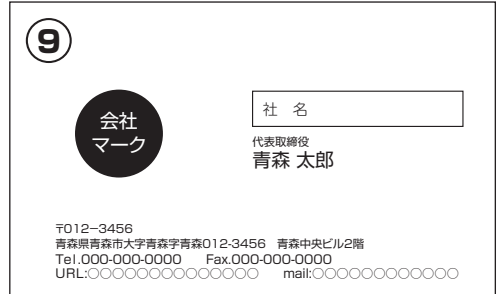 ⑨
会社
マーク
社　名
代表取締役
青森 太郎
〒012−3456
青森県青森市大字青森字青森012-3456　青森中央ビル2階
Tel.000-000-0000　Fax.000-000-0000
URL:○○○○○○○○○○○○○○　mail:○○○○○○○○○○○○